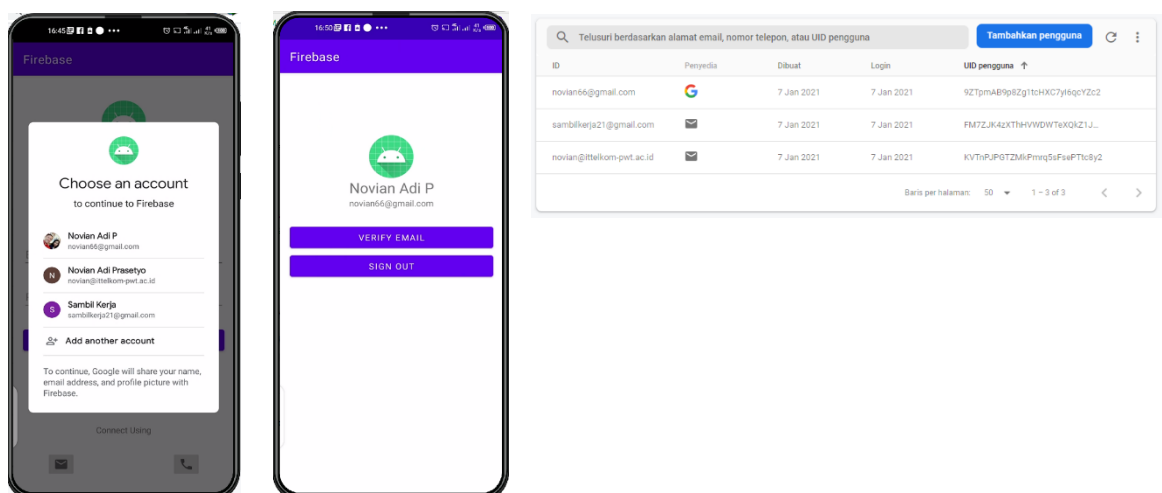 16:45
Firebase
Choose an account
to continue to Firebase
Novian Adi P
novian66@gmail.com
N
Novian Adi Prasetyo
novian@ittelkom-pwt.ac.id
S
Sambil Kerja
sambilkerja21@gmail.com
Add another account
To continue, Google will share your name,
email address, and profile picture with
Firebase.
Connect Using
16:50
Firebase
Novian Adi P
novian66@gmail.com
VERIFY EMAIL
SIGN OUT
Telusuri berdasarkan alamat email, nomor telepon, atau UID pengguna
Tambahkan pengguna
ID Penyedia Dibuat Login UID pengguna
novian66@gmail.com 7 Jan 2021 7 Jan 2021
sambilkerja21@gmail.com 7 Jan 2021 7 Jan 2021
novian@ittelkom-pwt.ac.id 7 Jan 2021 7 Jan 2021
Baris per halaman: 50 1 – 3 of 3